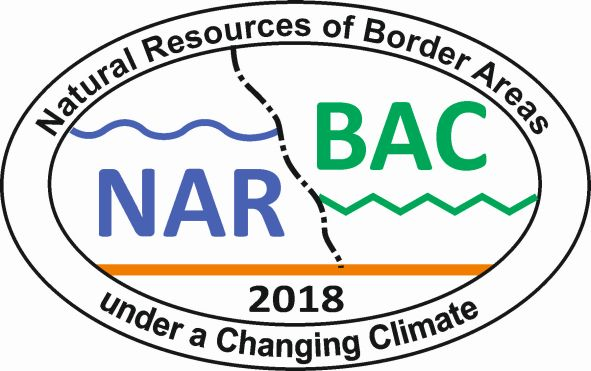 Natural Resources of Border Areas
BAC
NAR
2018
under a Changing Climate